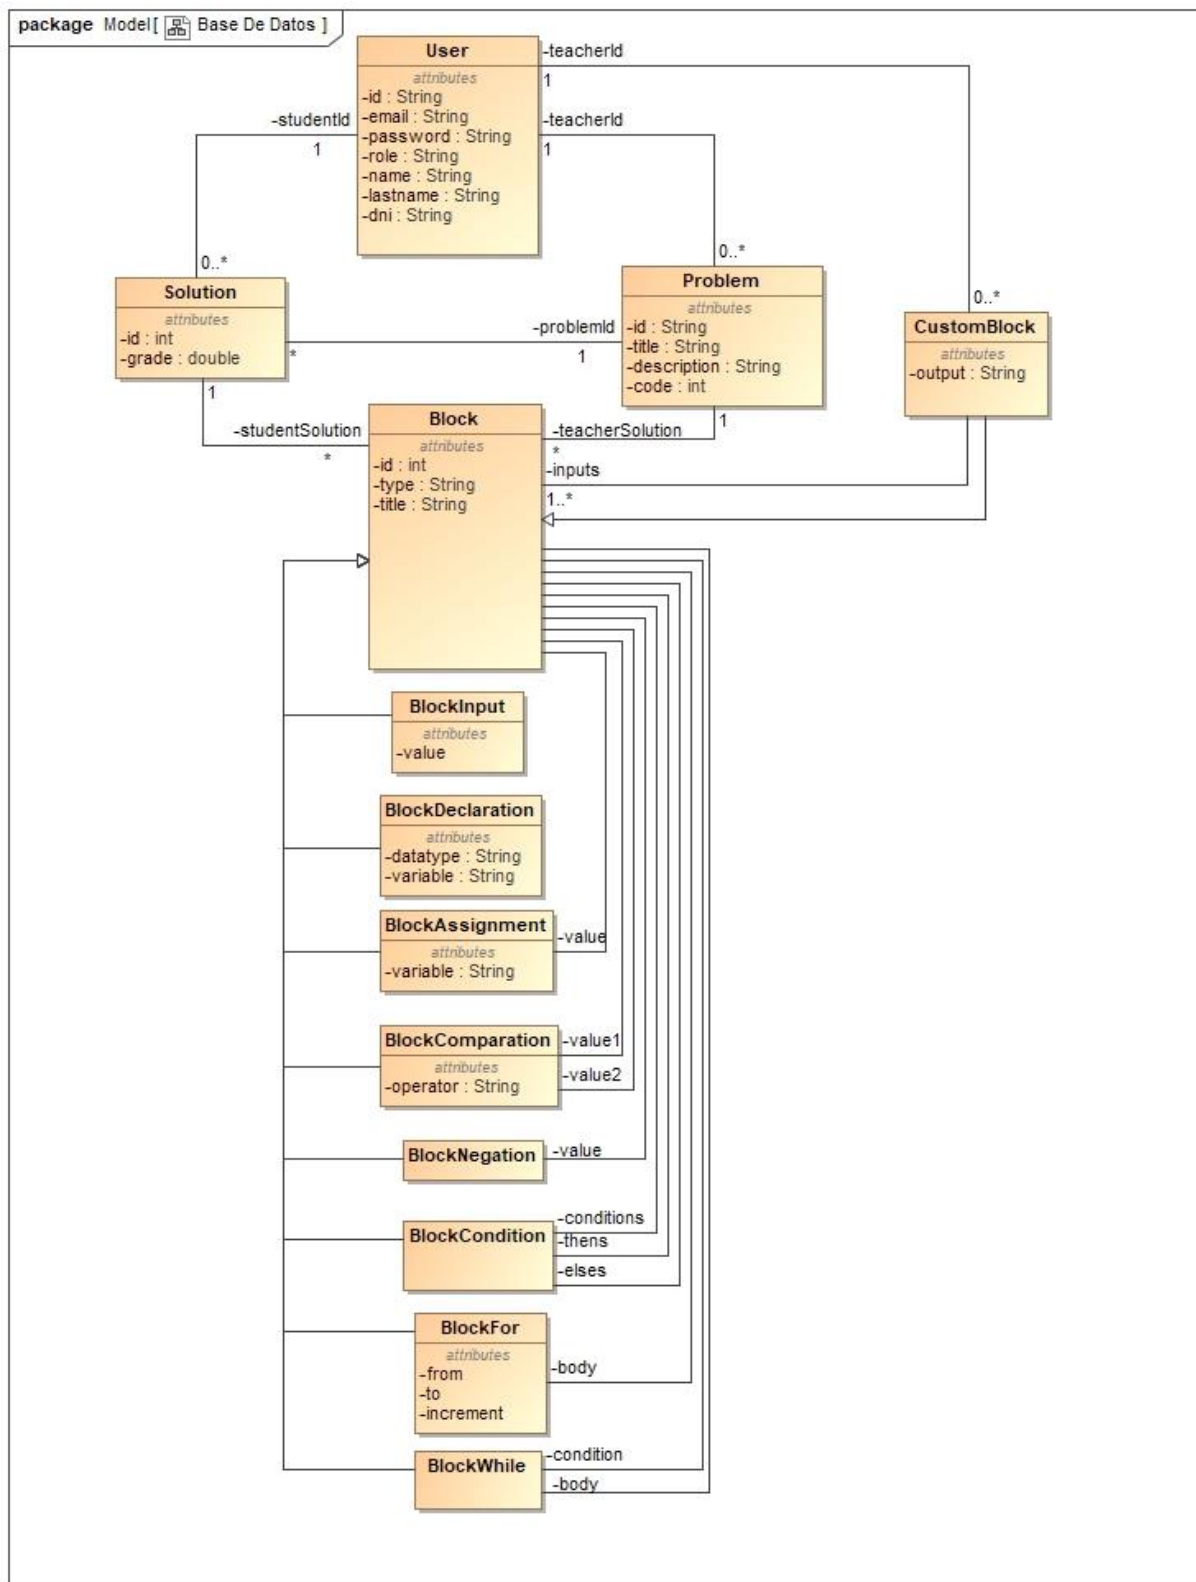 package Model[ Base De Datos ]
User
attributes
-id : String
-email : String
-password : String
-role : String
-name : String
-lastname : String
-dni : String
-teacherId
1
-teacherId
1
-studentId
1
0..*
0..*
0..*
Solution
attributes
-id : int
-grade : double
*
-problemId
1
Problem
attributes
-id : String
-title : String
-description : String
-code : int
CustomBlock
attributes
-output : String
1
-studentSolution
*
1
-teacherSolution
*
-inputs
1..*
Block
attributes
-id : int
-type : String
-title : String
BlockInput
attributes
-value
BlockDeclaration
attributes
-datatype : String
-variable : String
BlockAssignment
attributes
-variable : String
-value
BlockComparation
attributes
-operator : String
-value1
-value2
BlockNegation
-value
BlockCondition
-conditions
-thens
-elses
BlockFor
attributes
-from
-to
-increment
-body
BlockWhile
-condition
-body